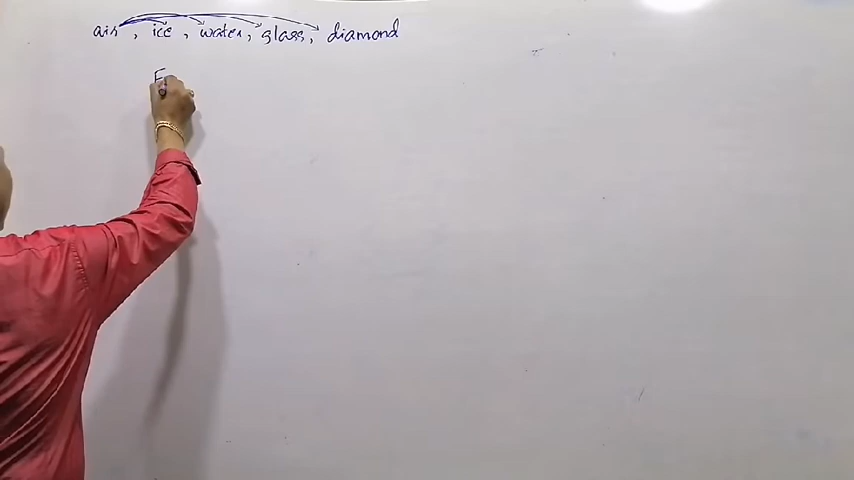 air , ice , water, glass, diamond
F